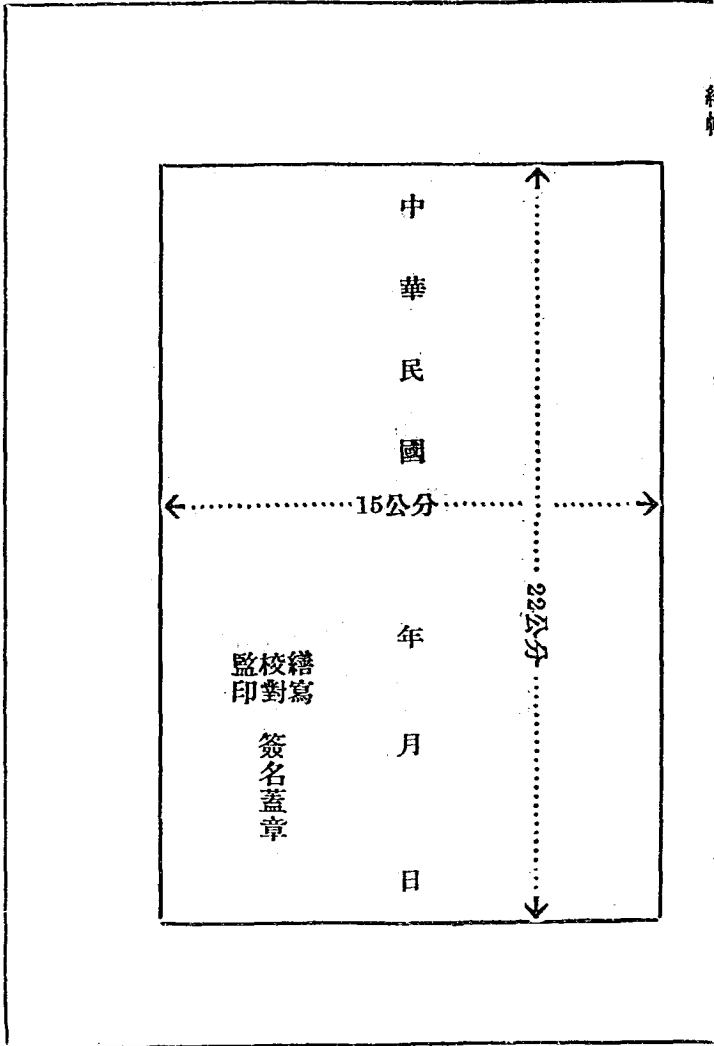 22公分
中華民國　年　月　日
15公分
繕寫
校對
監印
簽名蓋章